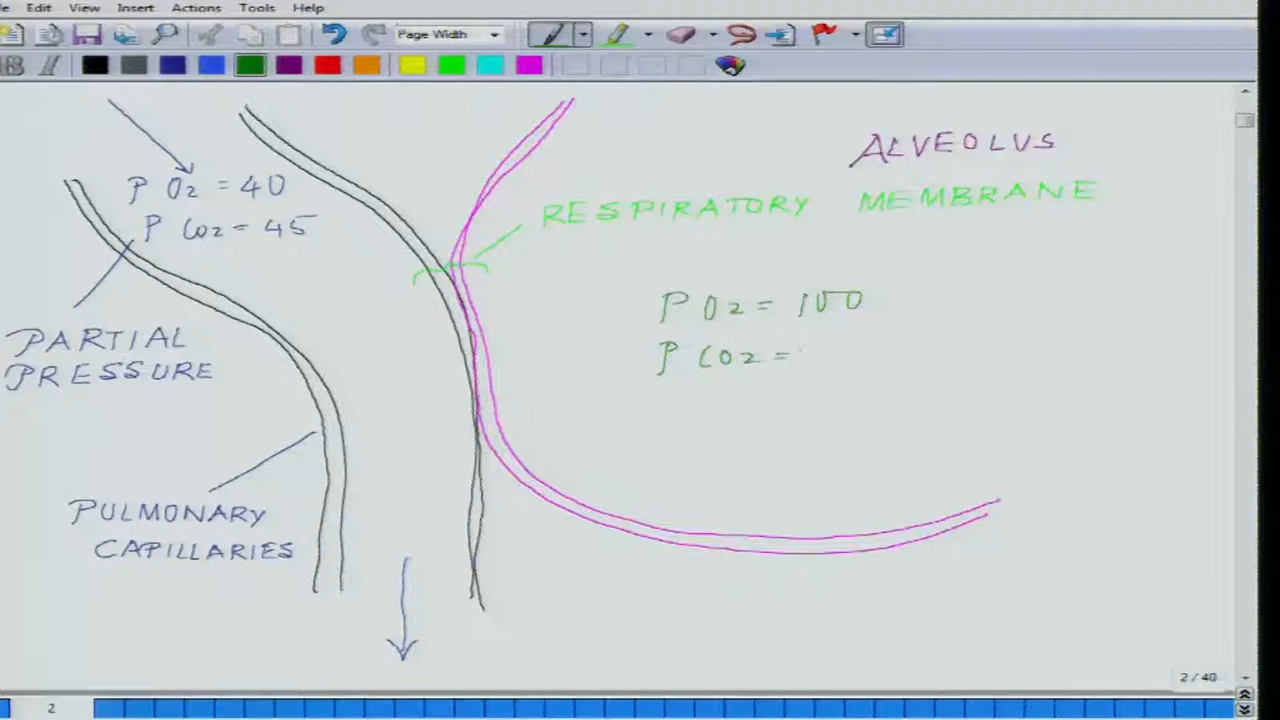 Edit View Insert Actions Tools Help
Page Width
ALVEOLUS
P O2 = 40
P CO2 = 45
RESPIRATORY MEMBRANE
P O2 = 100
P CO2 =
PARTIAL
PRESSURE
PULMONARY
CAPILLARIES
2 / 40
2